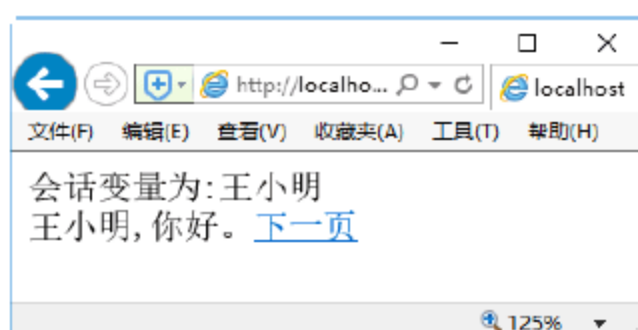 http://localho...
localhost
文件(F) 编辑(E) 查看(V) 收藏夹(A) 工具(T) 帮助(H)
会话变量为:王小明
王小明,你好。下一页
125%